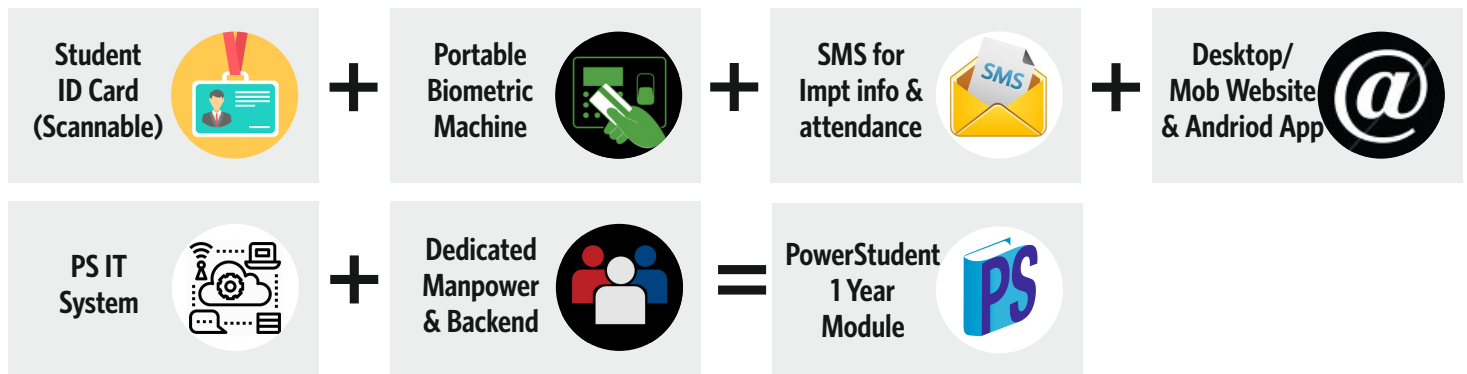 Student
ID Card
(Scannable)
+
Portable
Biometric
Machine
+
SMS for
Impt info &
attendance
SMS
+
Desktop/
Mob Website
& Andriod App
@
PS IT
System
+
Dedicated
Manpower
& Backend
=
PowerStudent
1 Year
Module
PS